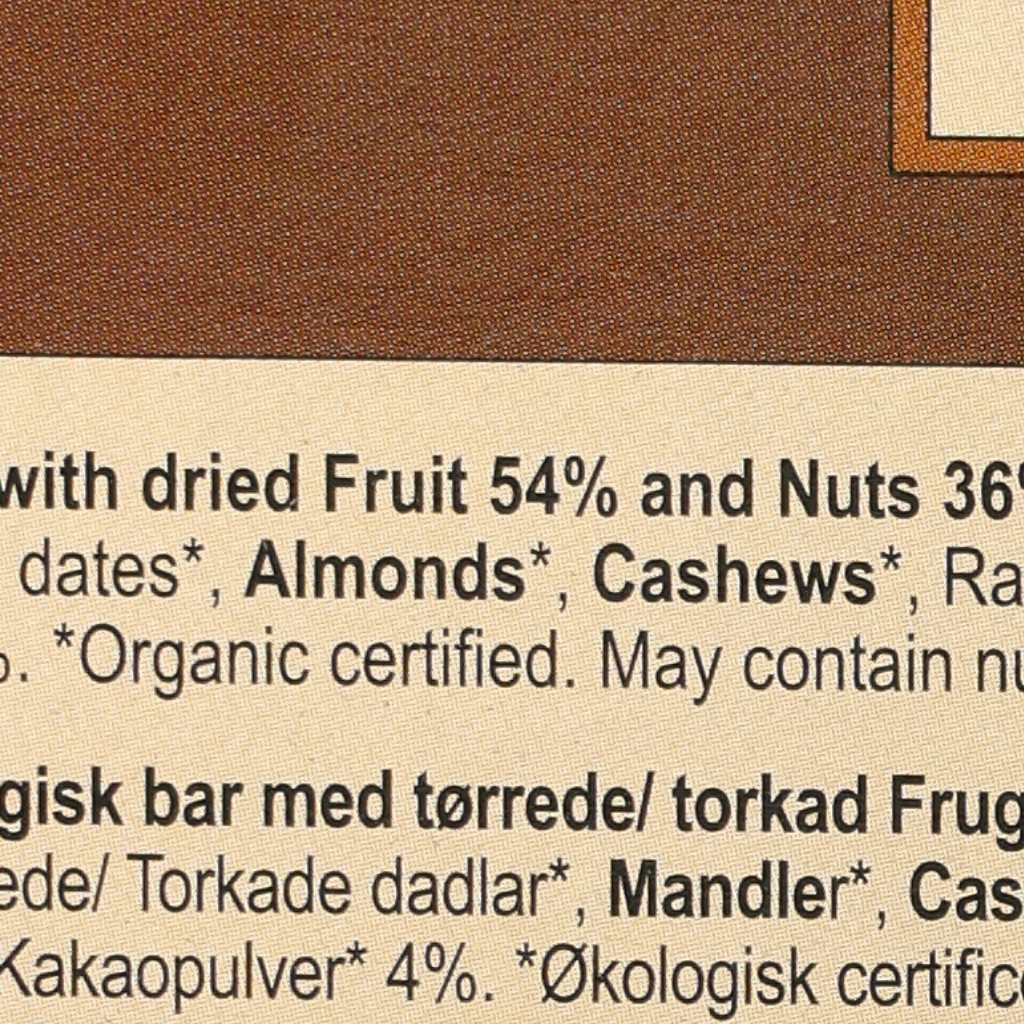 with dried Fruit 54% and Nuts 36%
dates*, Almonds*, Cashews*, Ra
%. *Organic certified. May contain nu
gisk bar med tørrede/ torkad Frug
ede/ Torkade dadlar*, Mandler*, Cas
Kakaopulver* 4%. *Økologisk certific